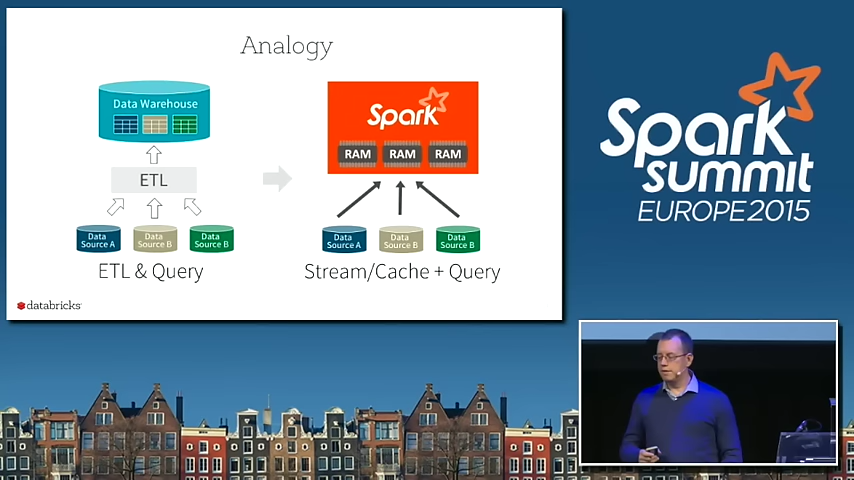 Analogy
Data Warehouse
ETL
Data
Source A
Data
Source B
Data
Source B
ETL & Query
Spark
RAM
RAM
RAM
Data
Source A
Data
Source B
Data
Source B
Stream/Cache + Query
databricks
Spark
summit
EUROPE 2015